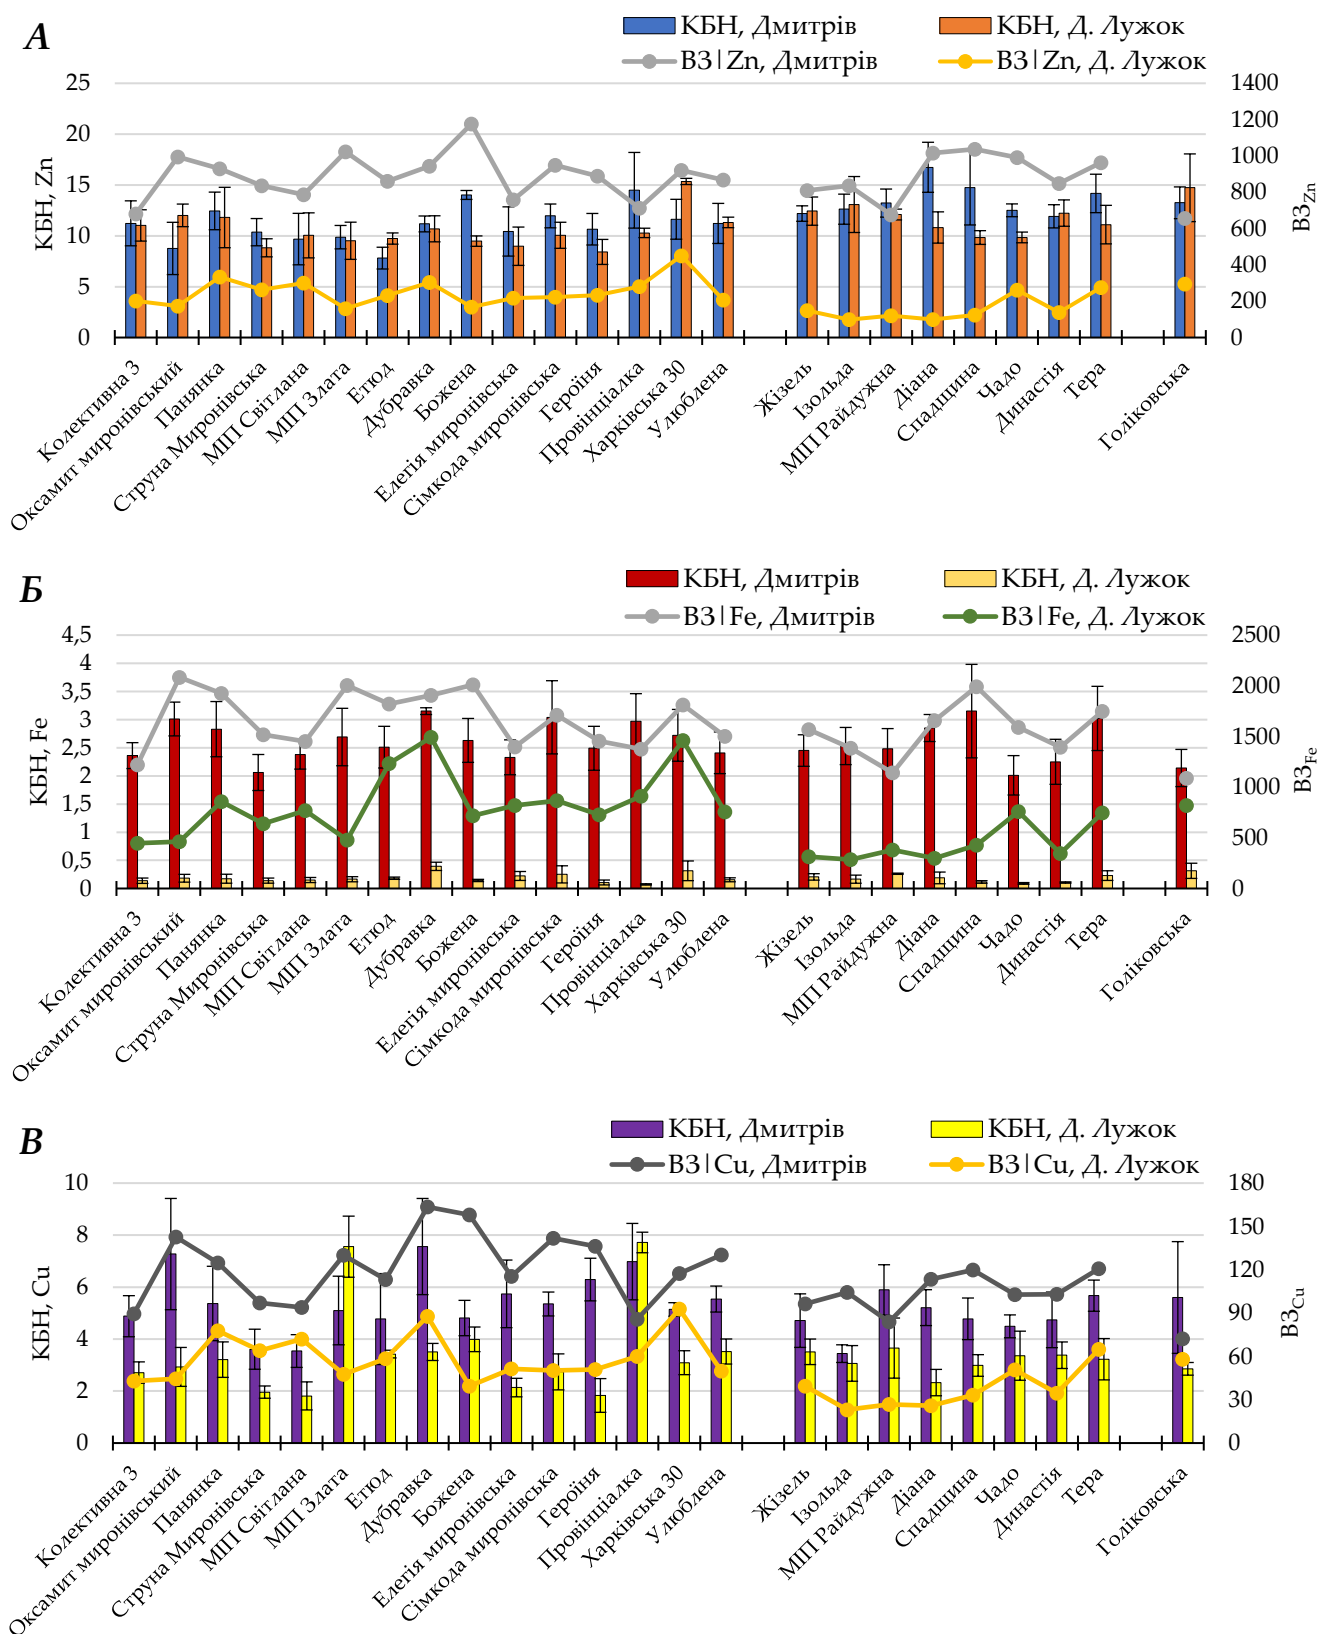 А
КБН, Дмитрів КБН, Д. Лужок
ВЗ|Zn, Дмитрів ВЗ|Zn, Д. Лужок
КБН, Zn
25
20
15
10
5
0
1400
1200
1000
800
600
400
200
0
ВЗZn
Колективна 3
Оксамит миронівський
Панянка
Струна Миронівська
МІП Світлана
МІП Злата
Етюд
Дубравка
Божена
Елегія миронівська
Сімкода миронівська
Героїня
Провінціалка
Харківська 30
Улюблена
Жізель
Ізольда
МІП Райдужна
Діана
Спадщина
Чадо
Династія
Тера
Голіковська
Б
КБН, Дмитрів КБН, Д. Лужок
ВЗ|Fe, Дмитрів ВЗ|Fe, Д. Лужок
КБН, Fe
4,5
4
3,5
3
2,5
2
1,5
1
0,5
0
2500
2000
1500
1000
500
0
ВЗFe
Колективна 3
Оксамит миронівський
Панянка
Струна Миронівська
МІП Світлана
МІП Злата
Етюд
Дубравка
Божена
Елегія миронівська
Сімкода миронівська
Героїня
Провінціалка
Харківська 30
Улюблена
Жізель
Ізольда
МІП Райдужна
Діана
Спадщина
Чадо
Династія
Тера
Голіковська
В
КБН, Дмитрів КБН, Д. Лужок
ВЗ|Cu, Дмитрів ВЗ|Cu, Д. Лужок
КБН, Cu
10
8
6
4
2
0
180
150
120
90
60
30
0
ВЗCu
Колективна 3
Оксамит миронівський
Панянка
Струна Миронівська
МІП Світлана
МІП Злата
Етюд
Дубравка
Божена
Елегія миронівська
Сімкода миронівська
Героїня
Провінціалка
Харківська 30
Улюблена
Жізель
Ізольда
МІП Райдужна
Діана
Спадщина
Чадо
Династія
Тера
Голіковська